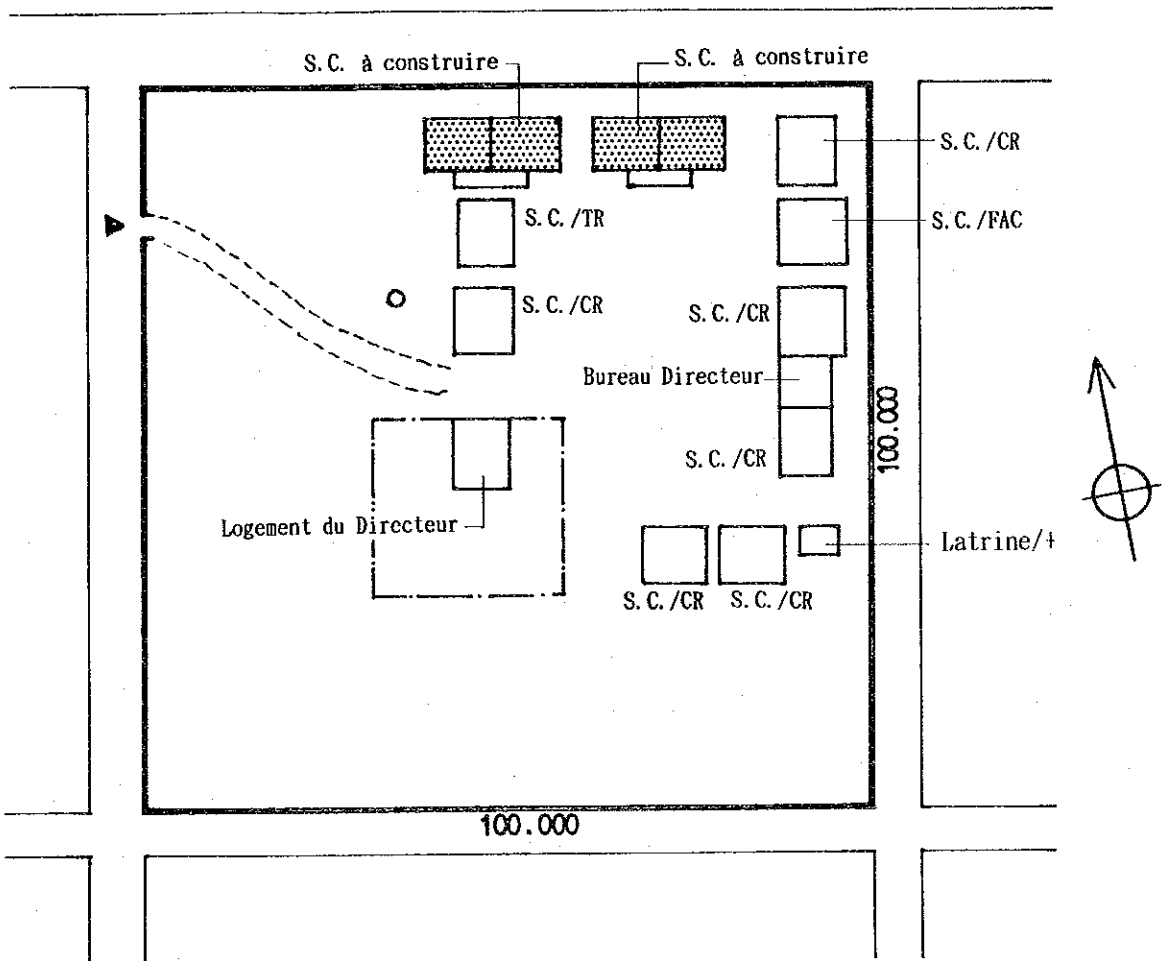 S.C. à construire
S.C. à construire
S.C./CR
S.C./TR
S.C./FAC
S.C./CR
S.C./CR
Bureau Directeur
100.000
S.C./CR
Logement du Directeur
Latrine/
S.C./CR
S.C./CR
100.000